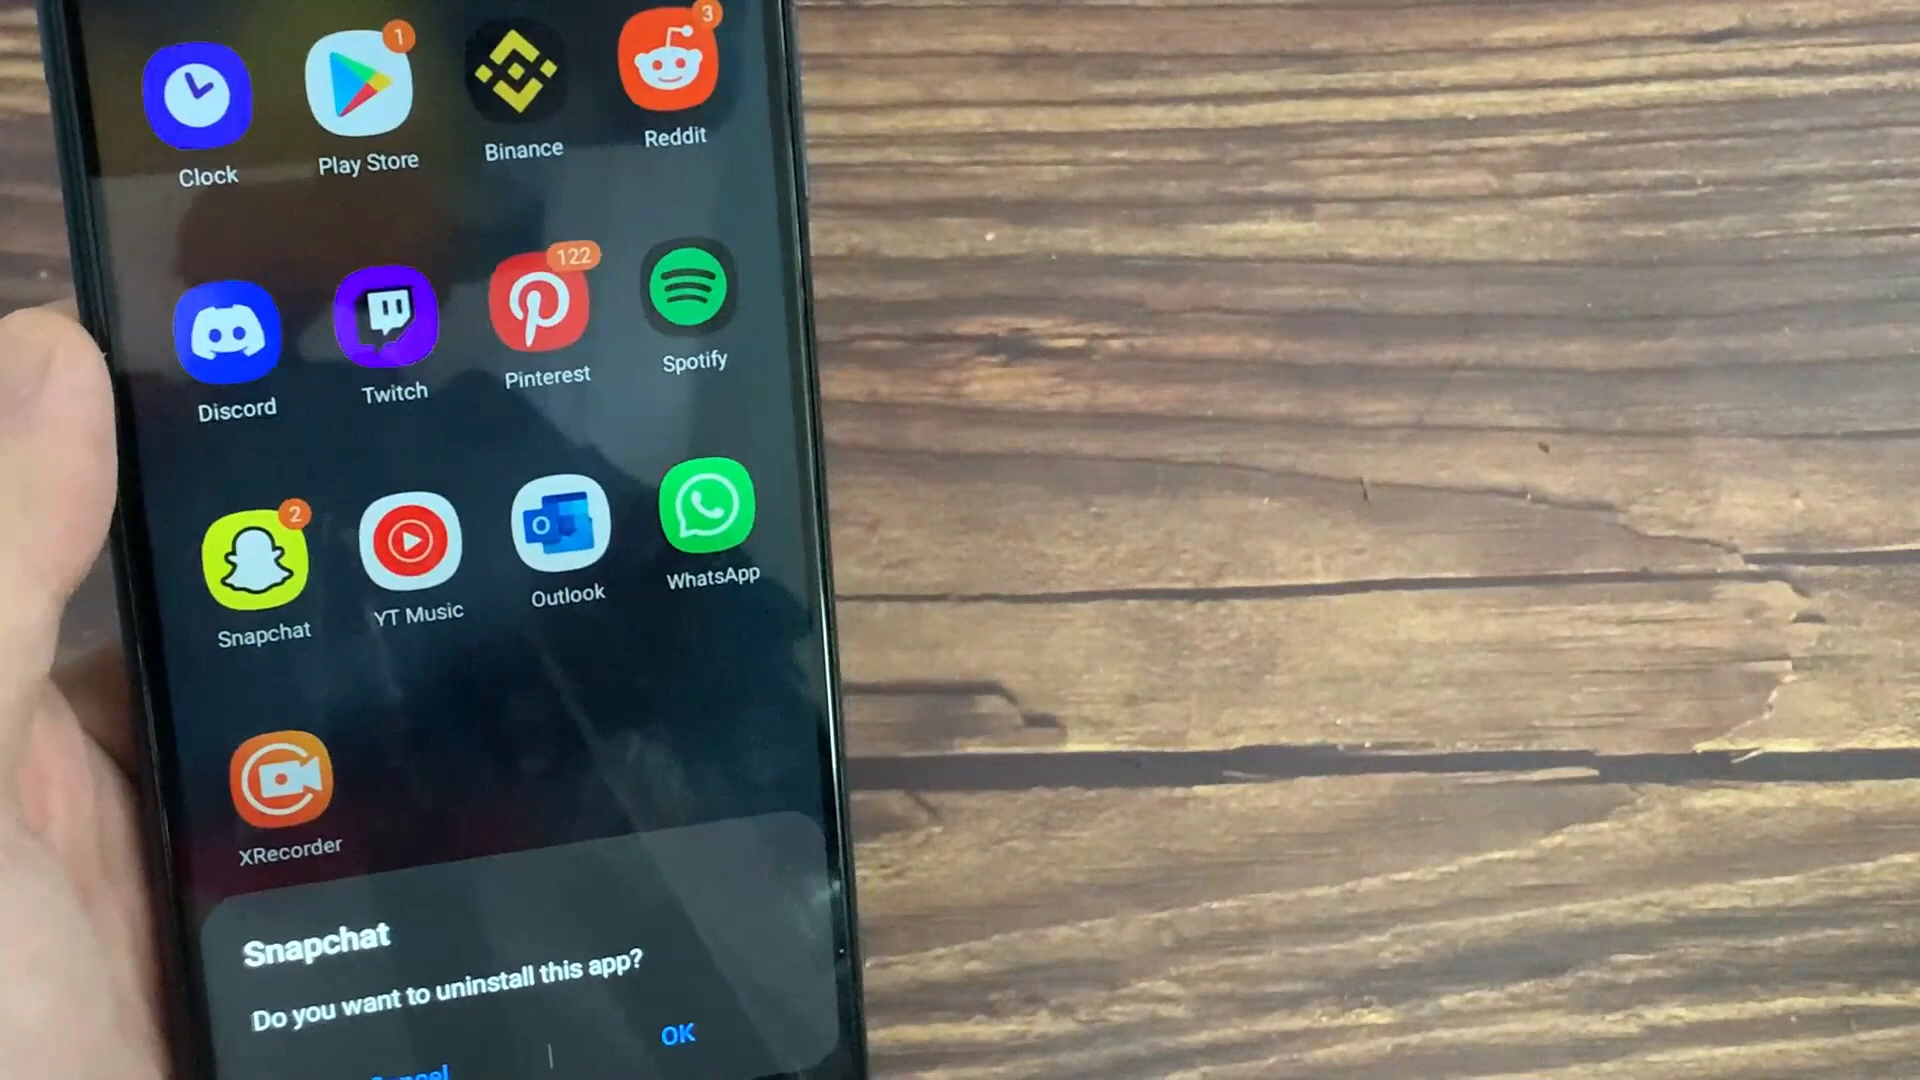 1
3
Clock
Play Store
Binance
Reddit
122
Discord
Twitch
Pinterest
Spotify
2
Snapchat
YT Music
Outlook
WhatsApp
XRecorder
Snapchat
Do you want to uninstall this app?
Cancel
OK